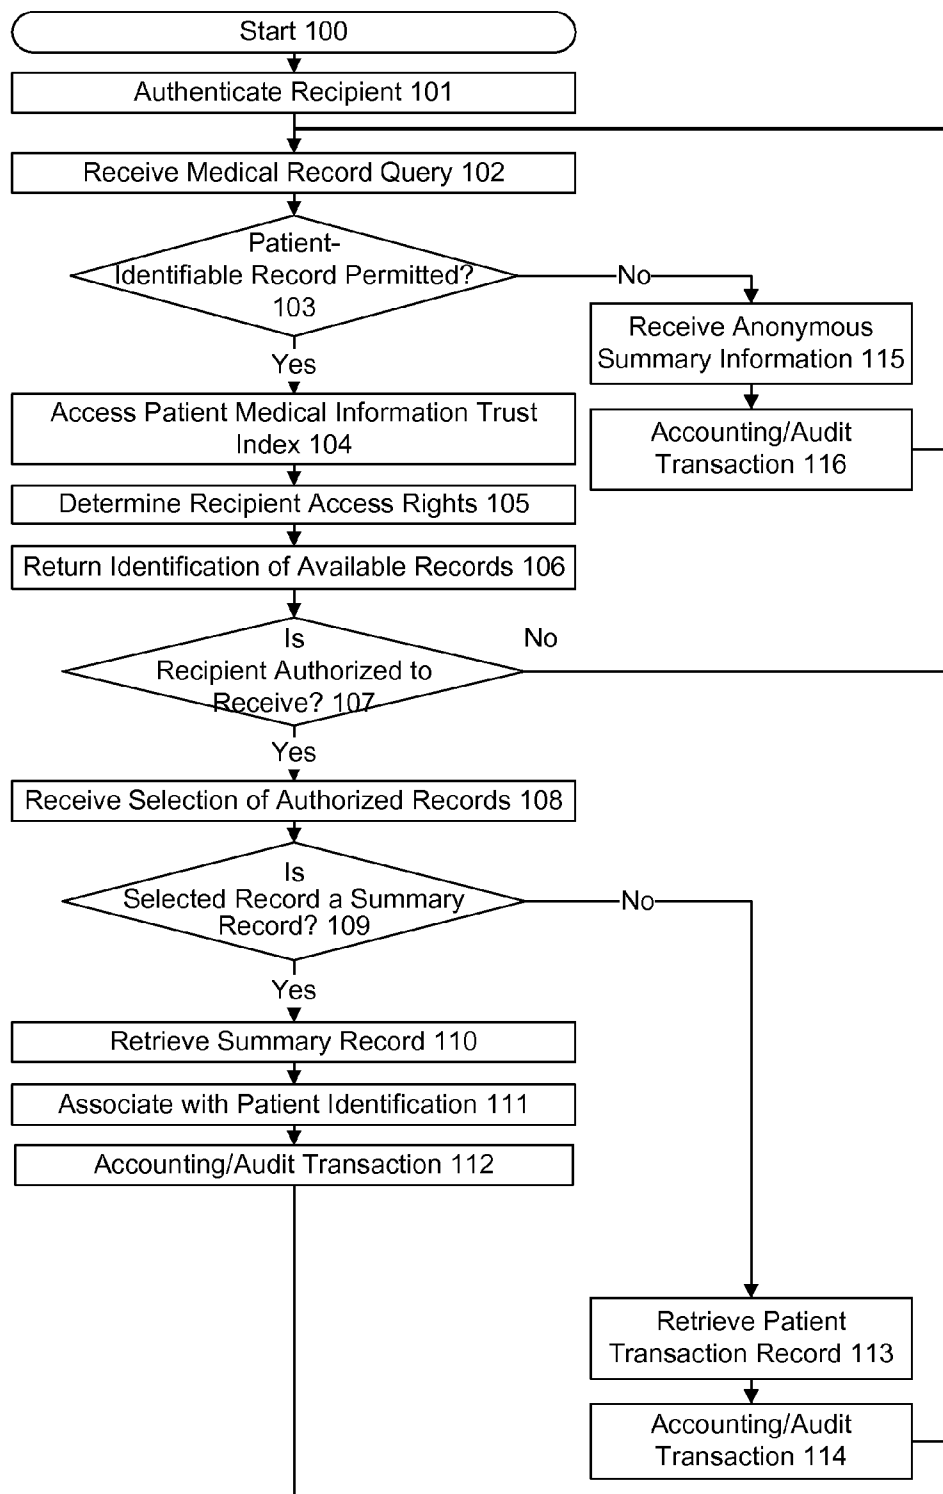 Start 100
Authenticate Recipient 101
Receive Medical Record Query 102
Patient-
Identifiable Record Permitted?
103
No
Receive Anonymous
Summary Information 115
Yes
Access Patient Medical Information Trust
Index 104
Accounting/Audit
Transaction 116
Determine Recipient Access Rights 105
Return Identification of Available Records 106
Is
Recipient Authorized to
Receive? 107
No
Yes
Receive Selection of Authorized Records 108
Is
Selected Record a Summary
Record? 109
No
Yes
Retrieve Summary Record 110
Associate with Patient Identification 111
Accounting/Audit Transaction 112
Retrieve Patient
Transaction Record 113
Accounting/Audit
Transaction 114